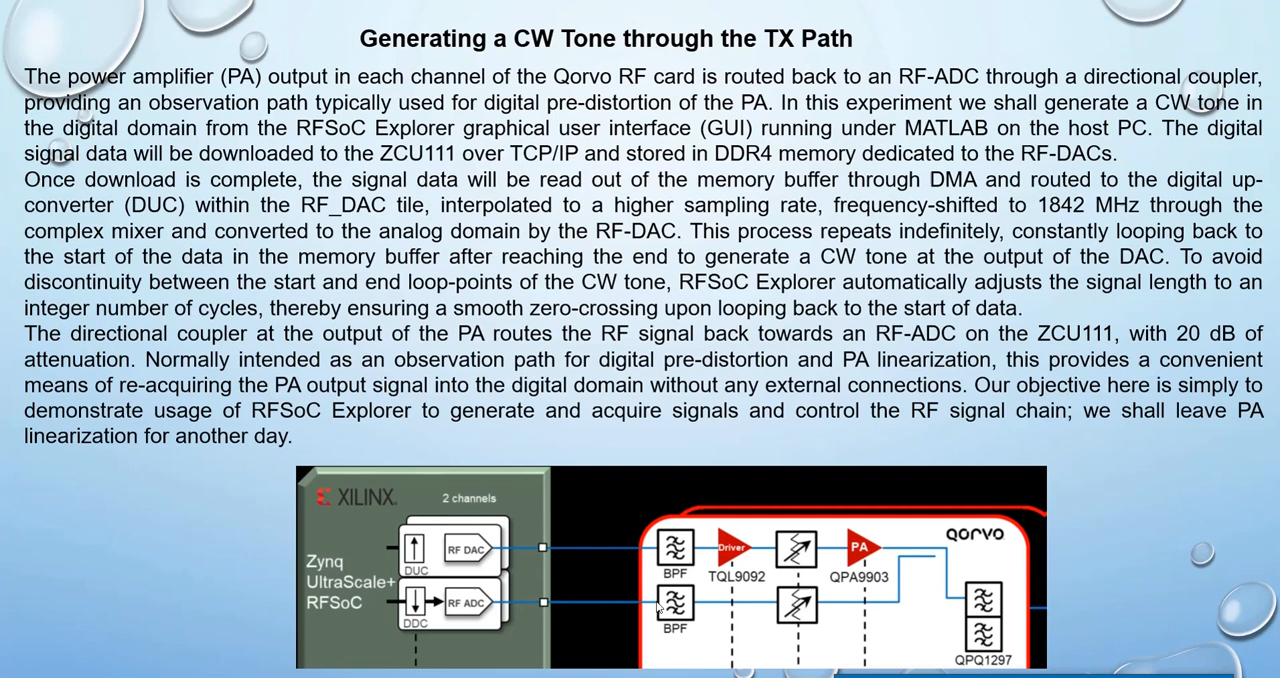 Generating a CW Tone through the TX Path
The power amplifier (PA) output in each channel of the Qorvo RF card is routed back to an RF-ADC through a directional coupler,
providing an observation path typically used for digital pre-distortion of the PA. In this experiment we shall generate a CW tone in
the digital domain from the RFSoC Explorer graphical user interface (GUI) running under MATLAB on the host PC. The digital
signal data will be downloaded to the ZCU111 over TCP/IP and stored in DDR4 memory dedicated to the RF-DACs.
Once download is complete, the signal data will be read out of the memory buffer through DMA and routed to the digital up-
converter (DUC) within the RF_DAC tile, interpolated to a higher sampling rate, frequency-shifted to 1842 MHz through the
complex mixer and converted to the analog domain by the RF-DAC. This process repeats indefinitely, constantly looping back to
the start of the data in the memory buffer after reaching the end to generate a CW tone at the output of the DAC. To avoid
discontinuity between the start and end loop-points of the CW tone, RFSoC Explorer automatically adjusts the signal length to an
integer number of cycles, thereby ensuring a smooth zero-crossing upon looping back to the start of data.
The directional coupler at the output of the PA routes the RF signal back towards an RF-ADC on the ZCU111, with 20 dB of
attenuation. Normally intended as an observation path for digital pre-distortion and PA linearization, this provides a convenient
means of re-acquiring the PA output signal into the digital domain without any external connections. Our objective here is simply to
demonstrate usage of RFSoC Explorer to generate and acquire signals and control the RF signal chain; we shall leave PA
linearization for another day.
XILINX
2 channels
QORVO
RF DAC
DUC
Driver
PA
BPF
TQL9092
QPA9903
Zynq
UltraScale+
RFSoC
RF ADC
DDC
BPF
QPQ1297